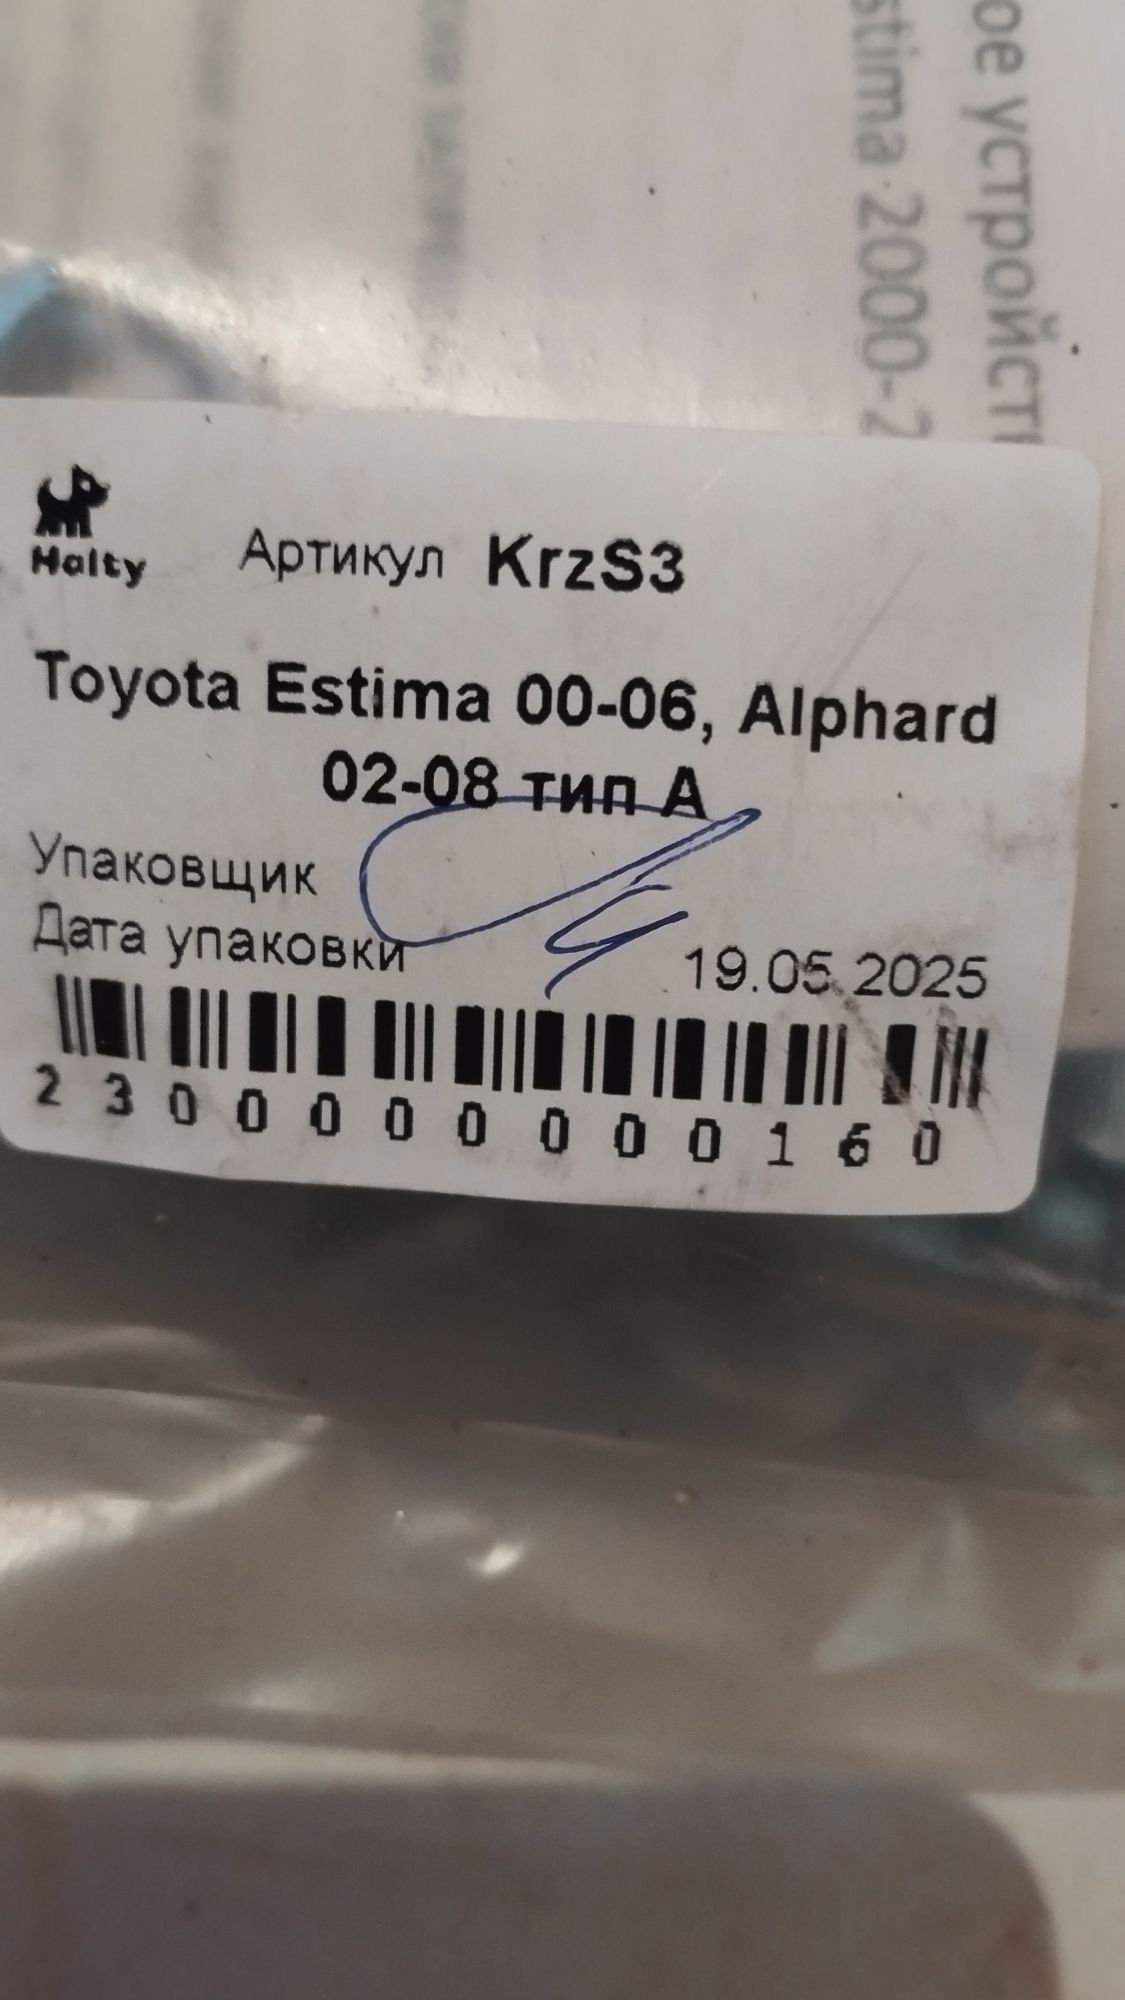 ое устройст
stima 2000-2
Halty
Артикул KrzS3
Toyota Estima 00-06, Alphard
02-08 тип А
Упаковщик
Дата упаковки 19.05.2025
2300000000160